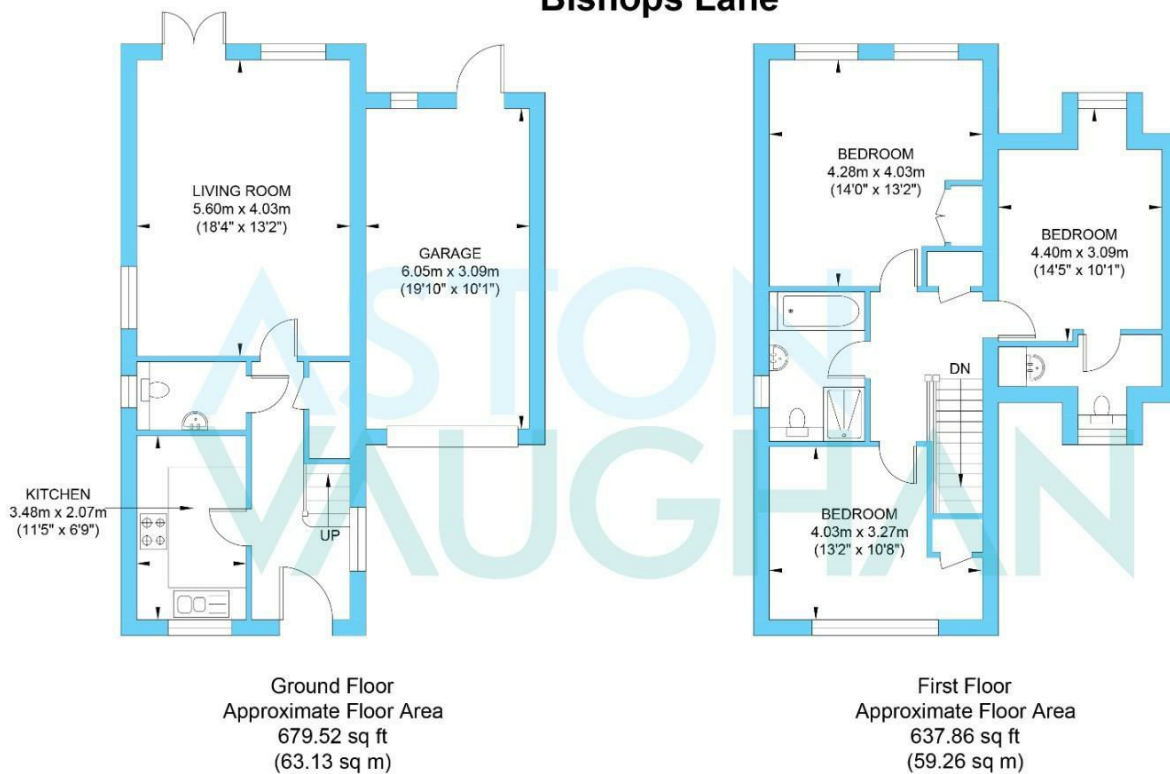 Bishops Lane
LIVING ROOM
5.60m x 4.03m
(18'4" x 13'2")
GARAGE
6.05m x 3.09m
(19'10" x 10'1")
KITCHEN
3.48m x 2.07m
(11'5" x 6'9")
UP
BEDROOM
4.28m x 4.03m
(14'0" x 13'2")
BEDROOM
4.40m x 3.09m
(14'5" x 10'1")
DN
BEDROOM
4.03m x 3.27m
(13'2" x 10'8")
ASTON
VAUGHAN
Ground Floor
Approximate Floor Area
679.52 sq ft
(63.13 sq m)
First Floor
Approximate Floor Area
637.86 sq ft
(59.26 sq m)